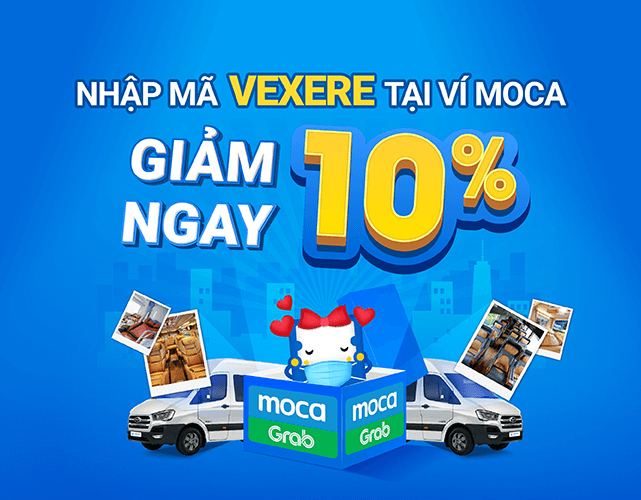 NHẬP MÃ VEXERE TẠI VÍ MOCA
GIẢM
NGAY
10%
moca
Grab
moca
Grab